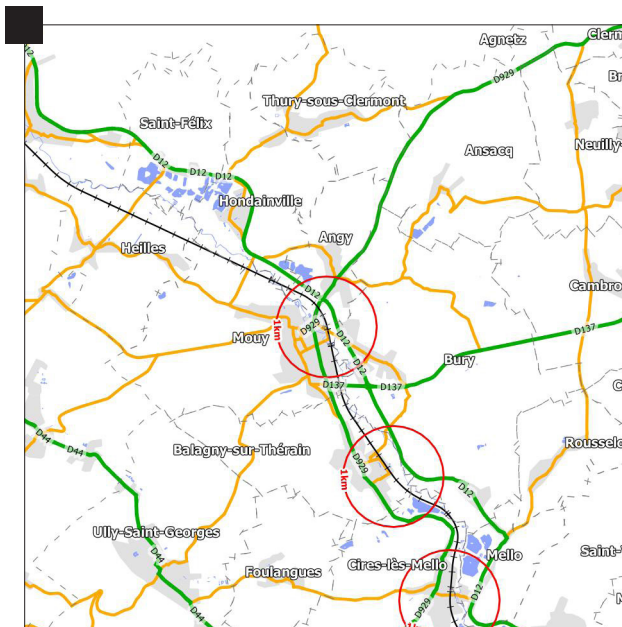 Agnetz
Clerm
D929
12
Br
Thury-sous-Clermont
Saint-Félix
Neuilly-
Ansacq
D12
D12
D12
Hondainville
Angy
Heilles
Cambro
D12
1km
D929
D137
Mouy
D12
Bury
D12
D137
D137
D44
D44
Rousselo
Balagny-sur-Thérain
D929
1km
D12
Ully-Saint-Georges
D44
Mello
Saint-
Cires-lès-Mello
Foulangues
D12
D929
D44